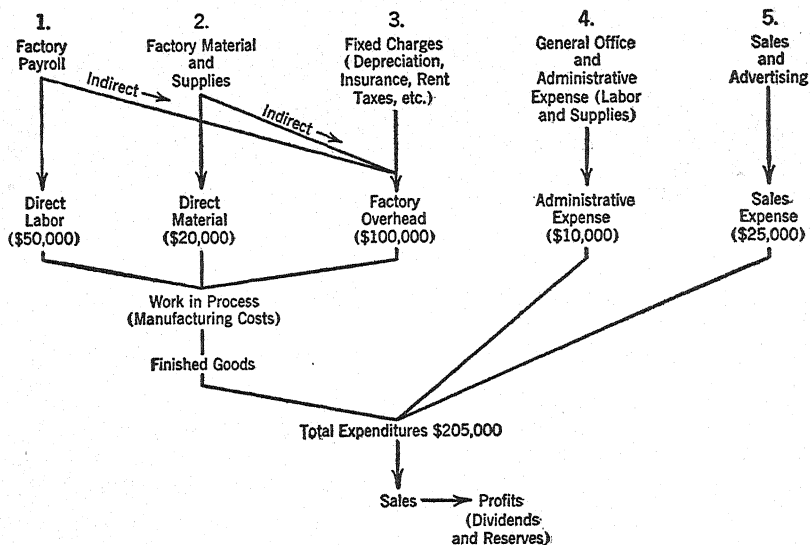 1.
Factory
Payroll
2.
Factory Material
and
Supplies
3.
Fixed Charges
(Depreciation,
Insurance, Rent
Taxes, etc.)
4.
General Office
and
Administrative
Expense (Labor
and Supplies)
5.
Sales
and
Advertising
Indirect
Indirect
Direct
Labor
($50,000)
Direct
Material
($20,000)
Factory
Overhead
($100,000)
Administrative
Expense
($10,000)
Sales
Expense
($25,000)
Work in Process
(Manufacturing Costs)
Finished Goods
Total Expenditures $205,000
Sales
Profits
(Dividends
and Reserves)